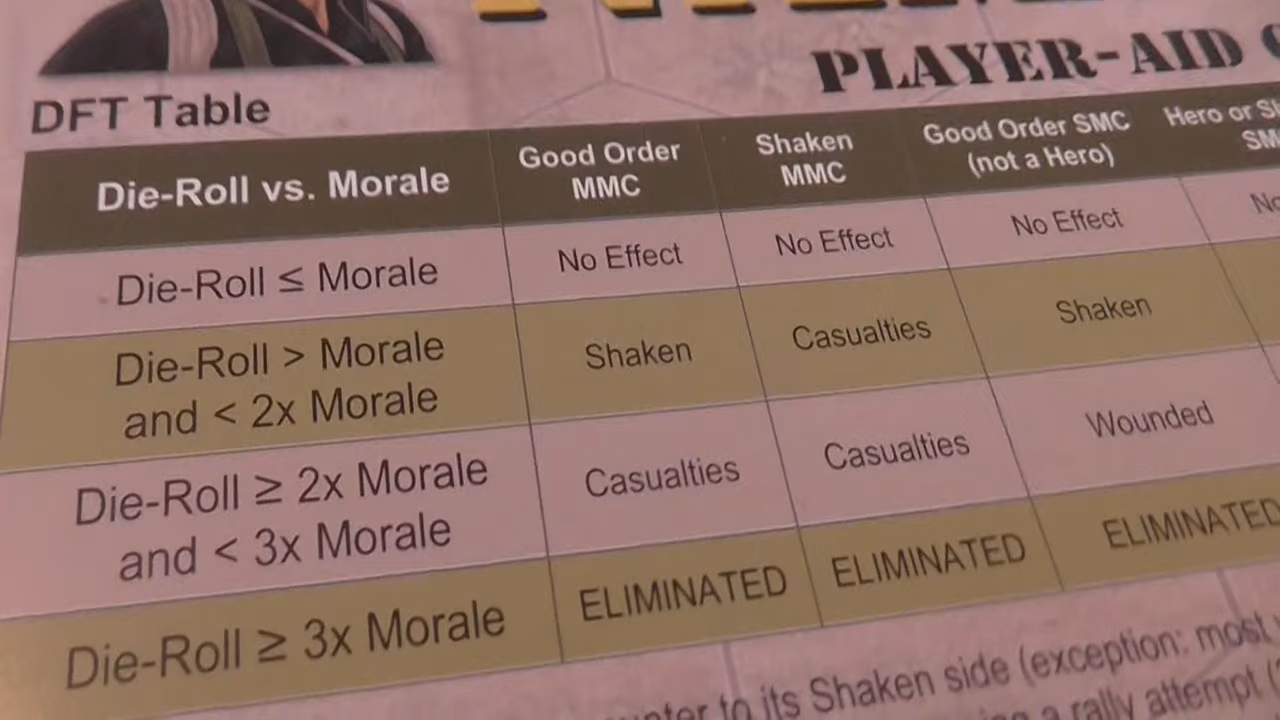 PLAYER-AID
DFT Table
Die-Roll vs. Morale
Good Order
MMC
Shaken
MMC
Good Order SMC
(not a Hero)
Hero or
Die-Roll ≤ Morale
No Effect
No Effect
No Effect
Die-Roll > Morale
and < 2x Morale
Shaken
Casualties
Shaken
Die-Roll ≥ 2x Morale
and < 3x Morale
Casualties
Casualties
Wounded
Die-Roll ≥ 3x Morale
ELIMINATED
ELIMINATED
ELIMINATED
to its Shaken side (exception: most
a rally attempt